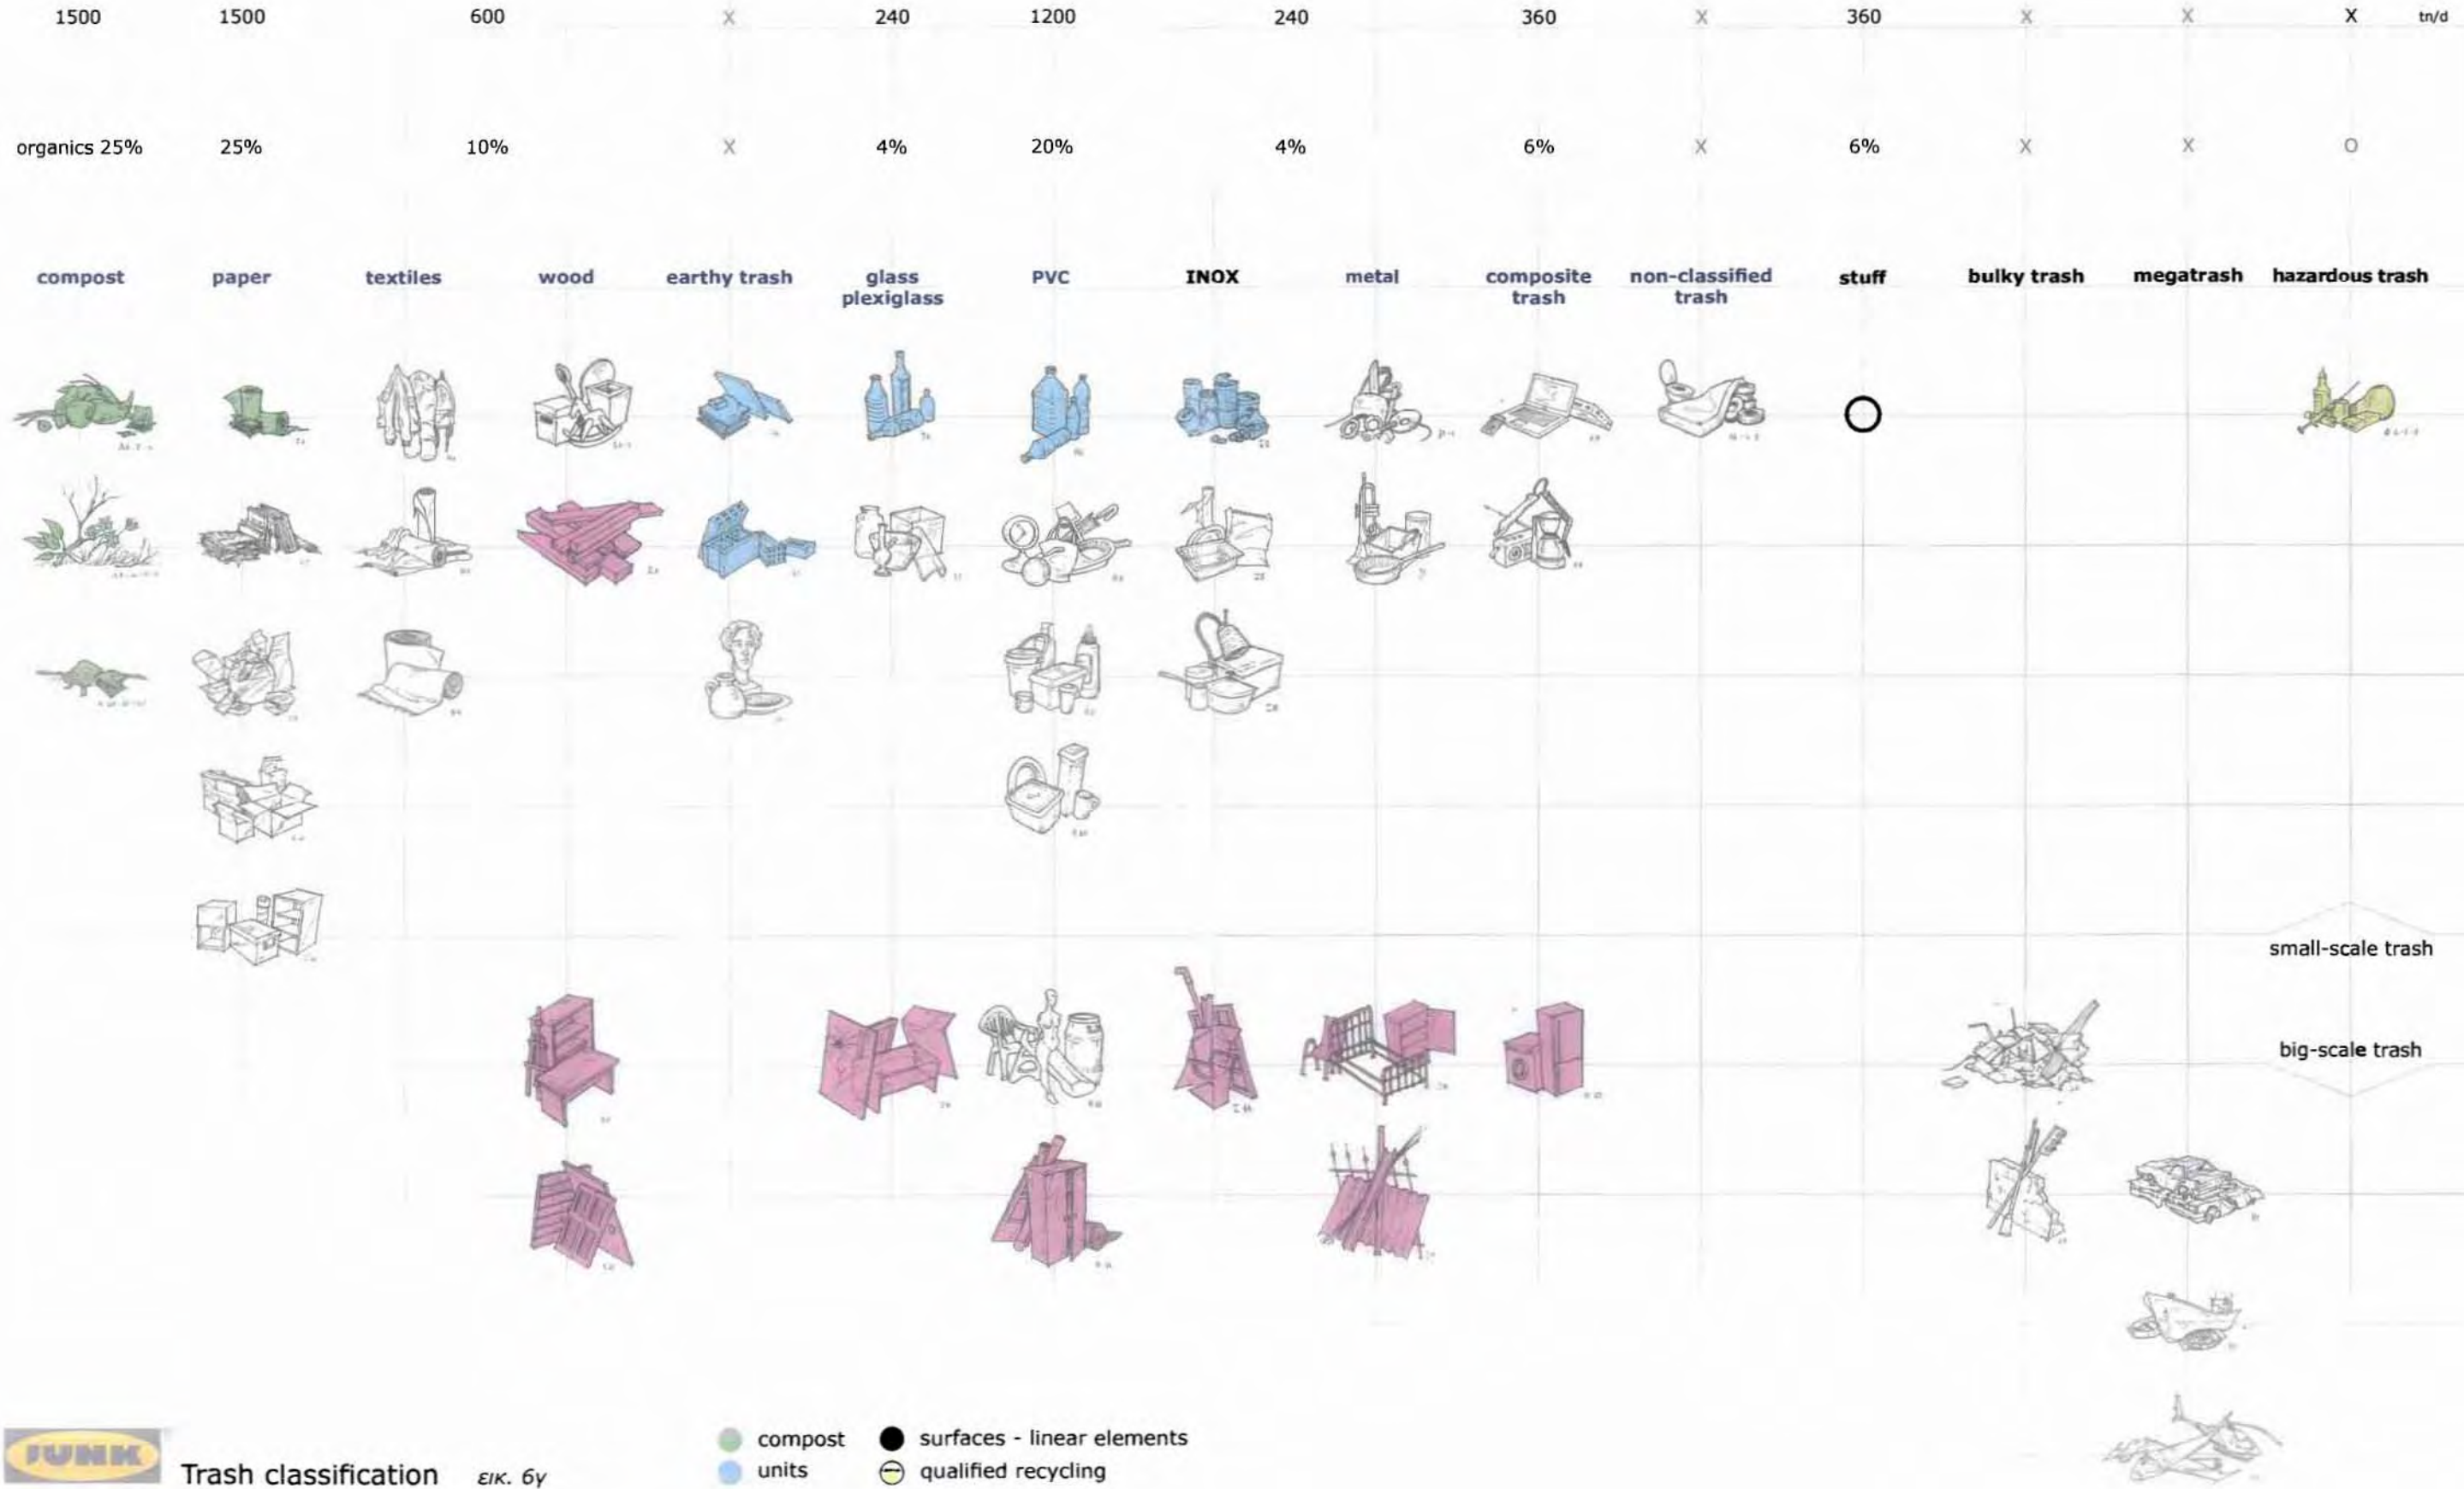 1500 1500 600 X 240 1200 240 360 X 360 X X X tn/d
organics 25% 25% 10% X 4% 20% 4% 6% X 6% X X O
compost paper textiles wood earthy trash glass PVC INOX metal composite non-classified stuff bulky trash megatrash hazardous trash
plexiglass trash trash
small-scale trash
big-scale trash
JUNK
Trash classification εικ. 6γ
compost surfaces - linear elements
units qualified recycling